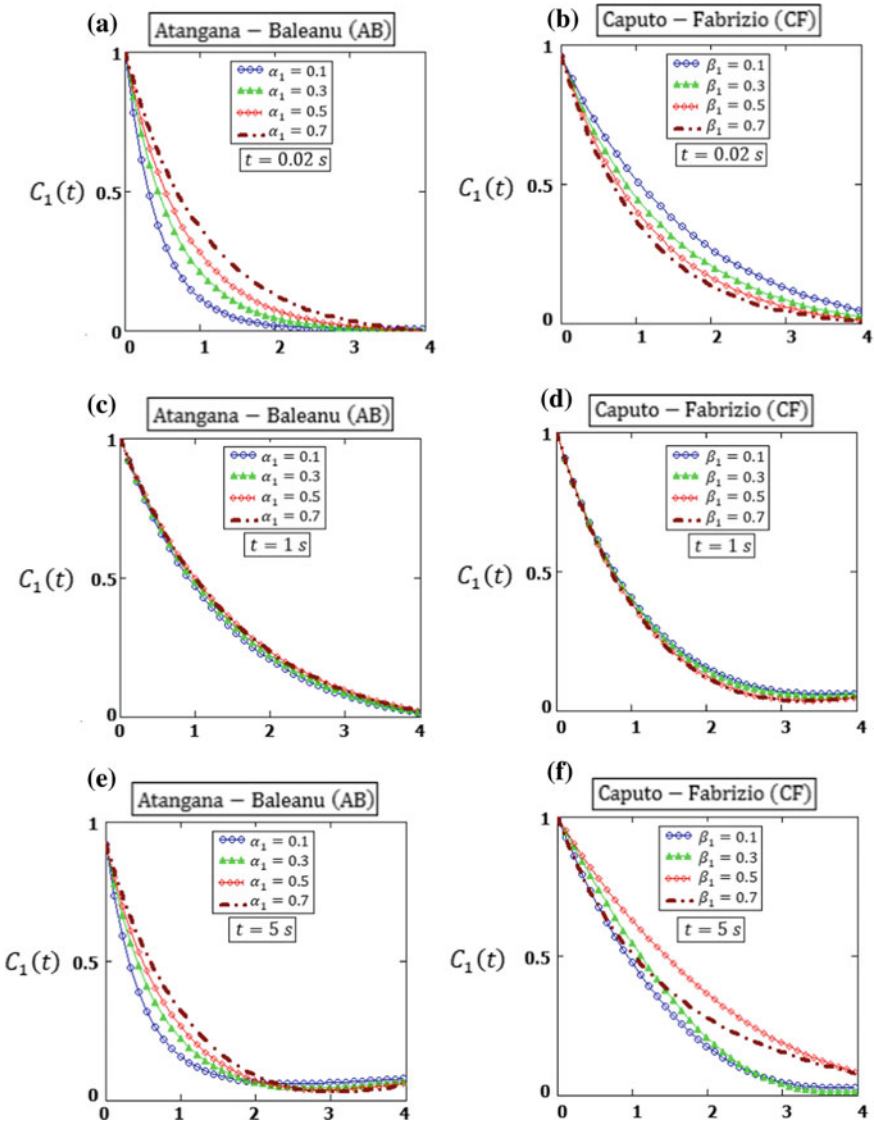 (a)
Atangana – Baleanu (AB)
1
α₁ = 0.1
α₁ = 0.3
α₁ = 0.5
α₁ = 0.7
t = 0.02 s
C₁(t)
0.5
0
0 1 2 3 4
(b)
Caputo – Fabrizio (CF)
1
β₁ = 0.1
β₁ = 0.3
β₁ = 0.5
β₁ = 0.7
t = 0.02 s
C₁(t)
0.5
0
0 1 2 3 4
(c)
Atangana – Baleanu (AB)
1
α₁ = 0.1
α₁ = 0.3
α₁ = 0.5
α₁ = 0.7
t = 1 s
C₁(t)
0.5
0
0 1 2 3 4
(d)
Caputo – Fabrizio (CF)
1
β₁ = 0.1
β₁ = 0.3
β₁ = 0.5
β₁ = 0.7
t = 1 s
C₁(t)
0.5
0
0 1 2 3 4
(e)
Atangana – Baleanu (AB)
1
α₁ = 0.1
α₁ = 0.3
α₁ = 0.5
α₁ = 0.7
t = 5 s
C₁(t)
0.5
0
0 1 2 3 4
(f)
Caputo – Fabrizio (CF)
1
β₁ = 0.1
β₁ = 0.3
β₁ = 0.5
β₁ = 0.7
t = 5 s
C₁(t)
0.5
0
0 1 2 3 4